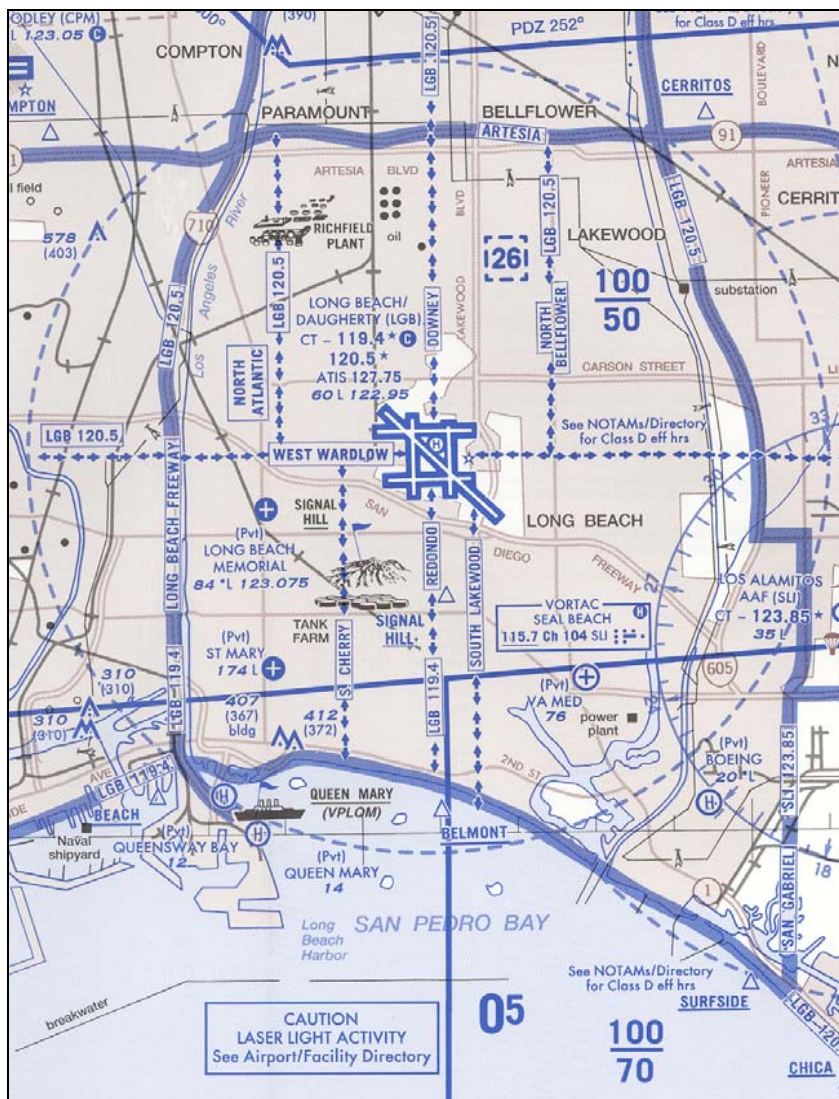 OODLEY (CPM)
L 123.05 C
(390)
LGB 120.5
PDZ 252°
for Class D eff hrs
COMPTON
MPTON
PARAMOUNT
BELLFLOWER
CERRITOS
BOULEVARD
ARTESIA
91
ARTESIA BLVD
ARTESIA
PIONEER
CERRIT
710
RICHFIELD
PLANT
oil
BLVD
LGB 120.5
LGB 120.5
26
LAKEWOOD
l field
578
(403)
Los Angeles River
LGB 120.5
LGB 120.5
LONG BEACH/
DAUGHERTY (LGB)
CT – 119.4 * C
120.5 *
ATIS 127.75
60 L 122.95
DOWNEY
LAKEWOOD
100
50
substation
NORTH
BELLFLOWER
NORTH
ATLANTIC
CARSON STREET
LGB 120.5
WEST WARDLOW
H
See NOTAMs/Directory
for Class D eff hrs
33
30
LONG BEACH FREEWAY
SIGNAL
HILL
SAN DIEGO FREEWAY
LONG BEACH
(Pvt)
LONG BEACH
MEMORIAL
84 *L 123.075
REDONDO
SOUTH LAKEWOOD
27
LOS ALAMITOS
AAF (SLI)
CT – 123.85 *
35 L
TANK
FARM
SIGNAL
HILL
VORTAC
SEAL BEACH
H
115.7 Ch 104 SLI
605
(Pvt)
ST MARY
174 L
CHERRY
LGB 119.4
24
(Pvt)
VA MED
76
power
plant
310
(310)
310
(310)
LGB 119.4
407
(367)
bldg
412
(372)
(Pvt)
BOEING
20 *L
H
SLI 123.85
AVE
LGB 119.4
2ND ST
BEACH
H
QUEEN MARY
(VPLQM)
H
BELMONT
Naval
shipyard
(Pvt)
QUEENSWAY BAY
12
(Pvt)
QUEEN MARY
14
18
1
SAN GABRIEL
Long
Beach
Harbor
SAN PEDRO BAY
See NOTAMs/Directory
for Class D eff hrs
SURFSIDE
breakwater
CAUTION
LASER LIGHT ACTIVITY
See Airport/Facility Directory
05
100
70
LGB 120.
CHICA